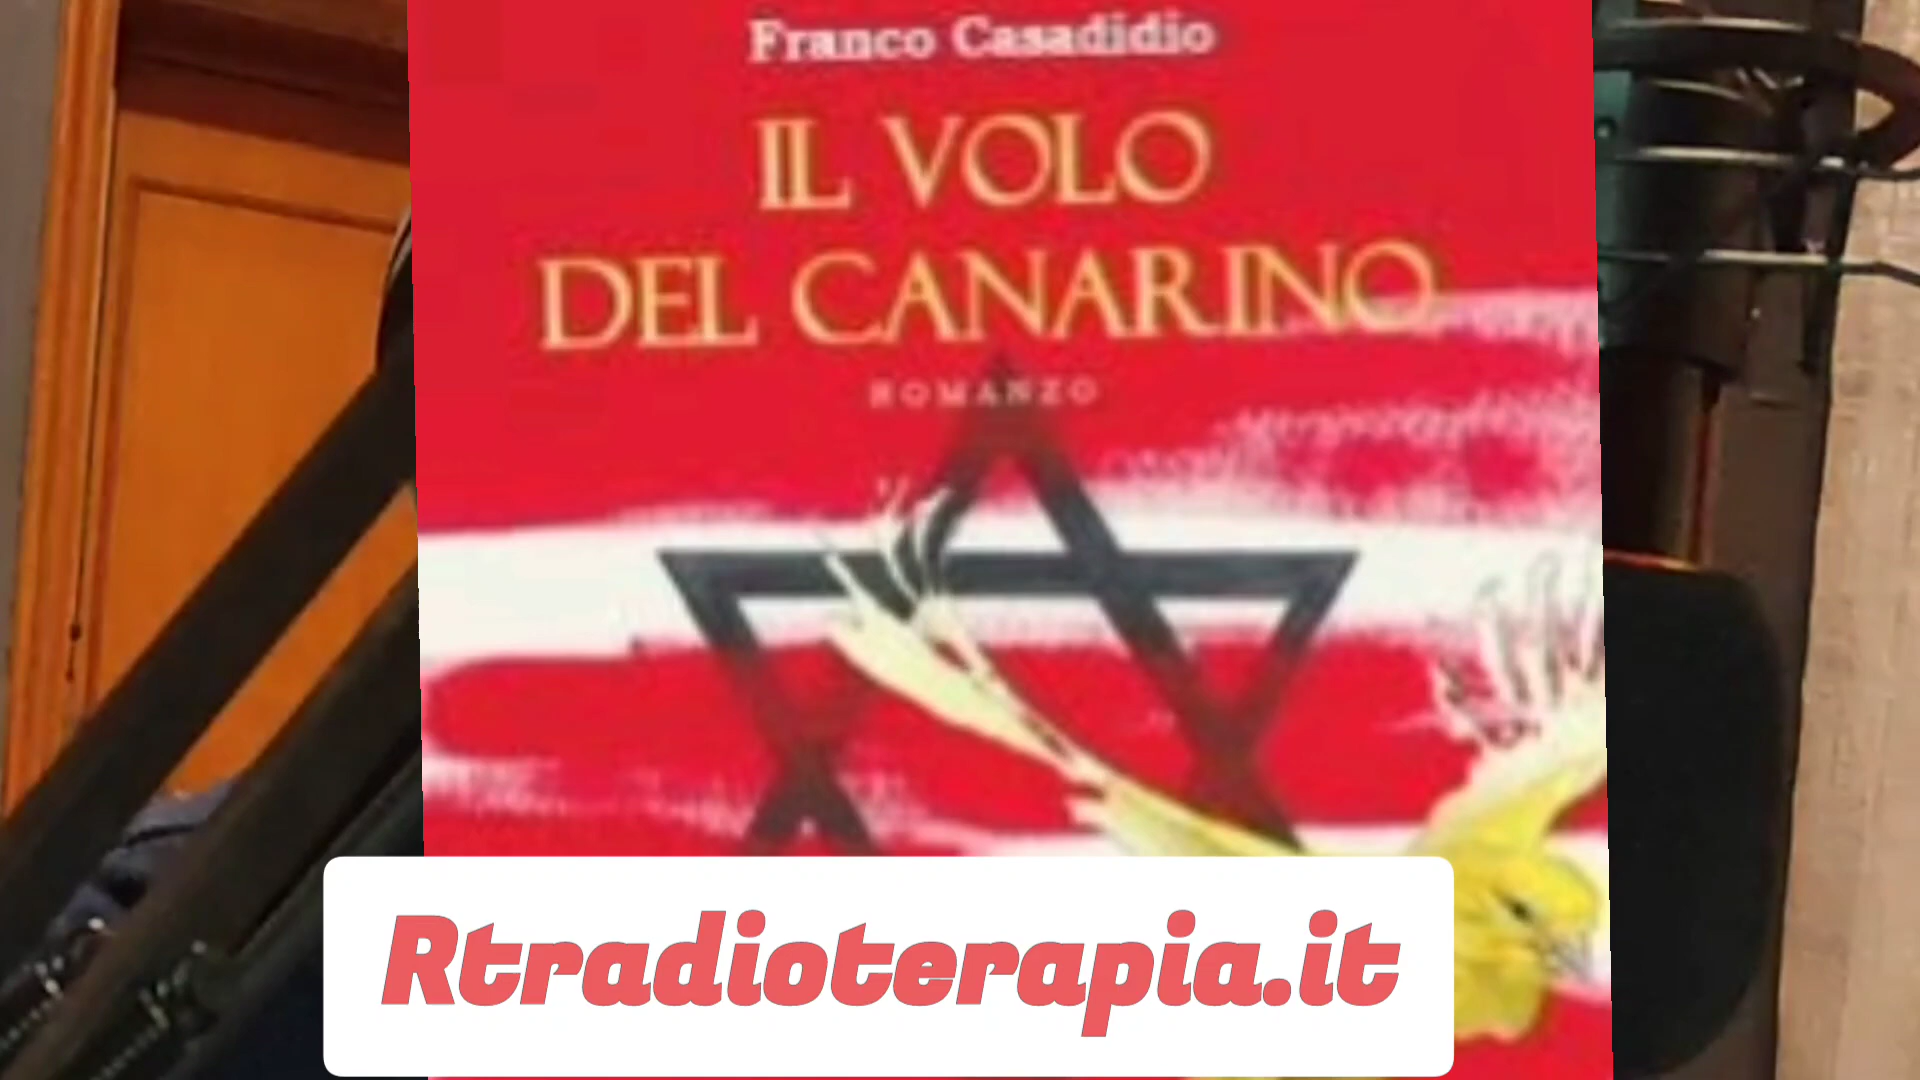 Franco Casadidio
IL VOLO
DEL CANARINO
ROMANZO
Rtradioterapia.it